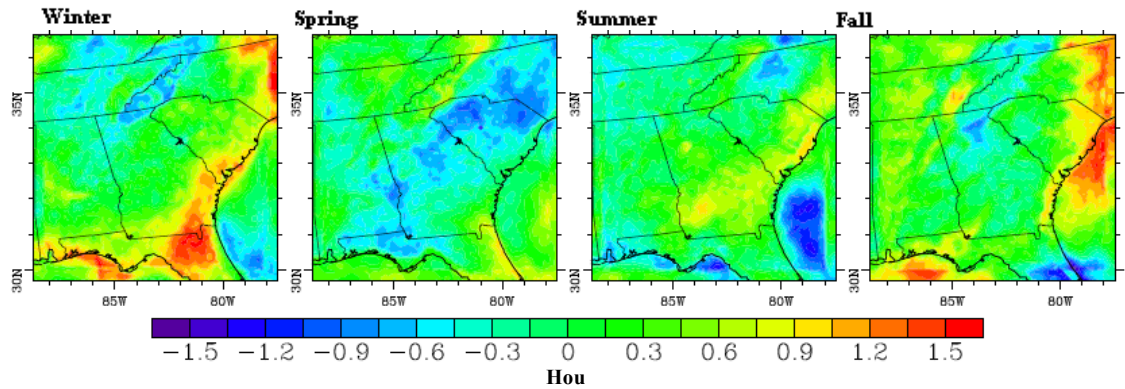 Winter Spring Summer Fall
35N 35N 35N 35N
30N 30N 30N 30N
85W 80W 85W 80W 85W 80W 85W 80W
−1.5 −1.2 −0.9 −0.6 −0.3 0 0.3 0.6 0.9 1.2 1.5
Hou